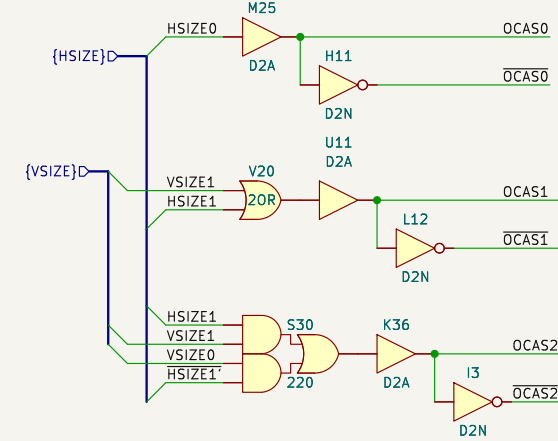 M25
HSIZE0
OCAS0
{HSIZE}
H11
D2A
OCAS0
D2N
U11
D2A
V20
{VSIZE}
VSIZE1
OCAS1
HSIZE1
2OR
L12
OCAS1
D2N
HSIZE1
S30
K36
VSIZE1
OCAS2
VSIZE0
HSIZE1'
220
D2A
I3
OCAS2
D2N